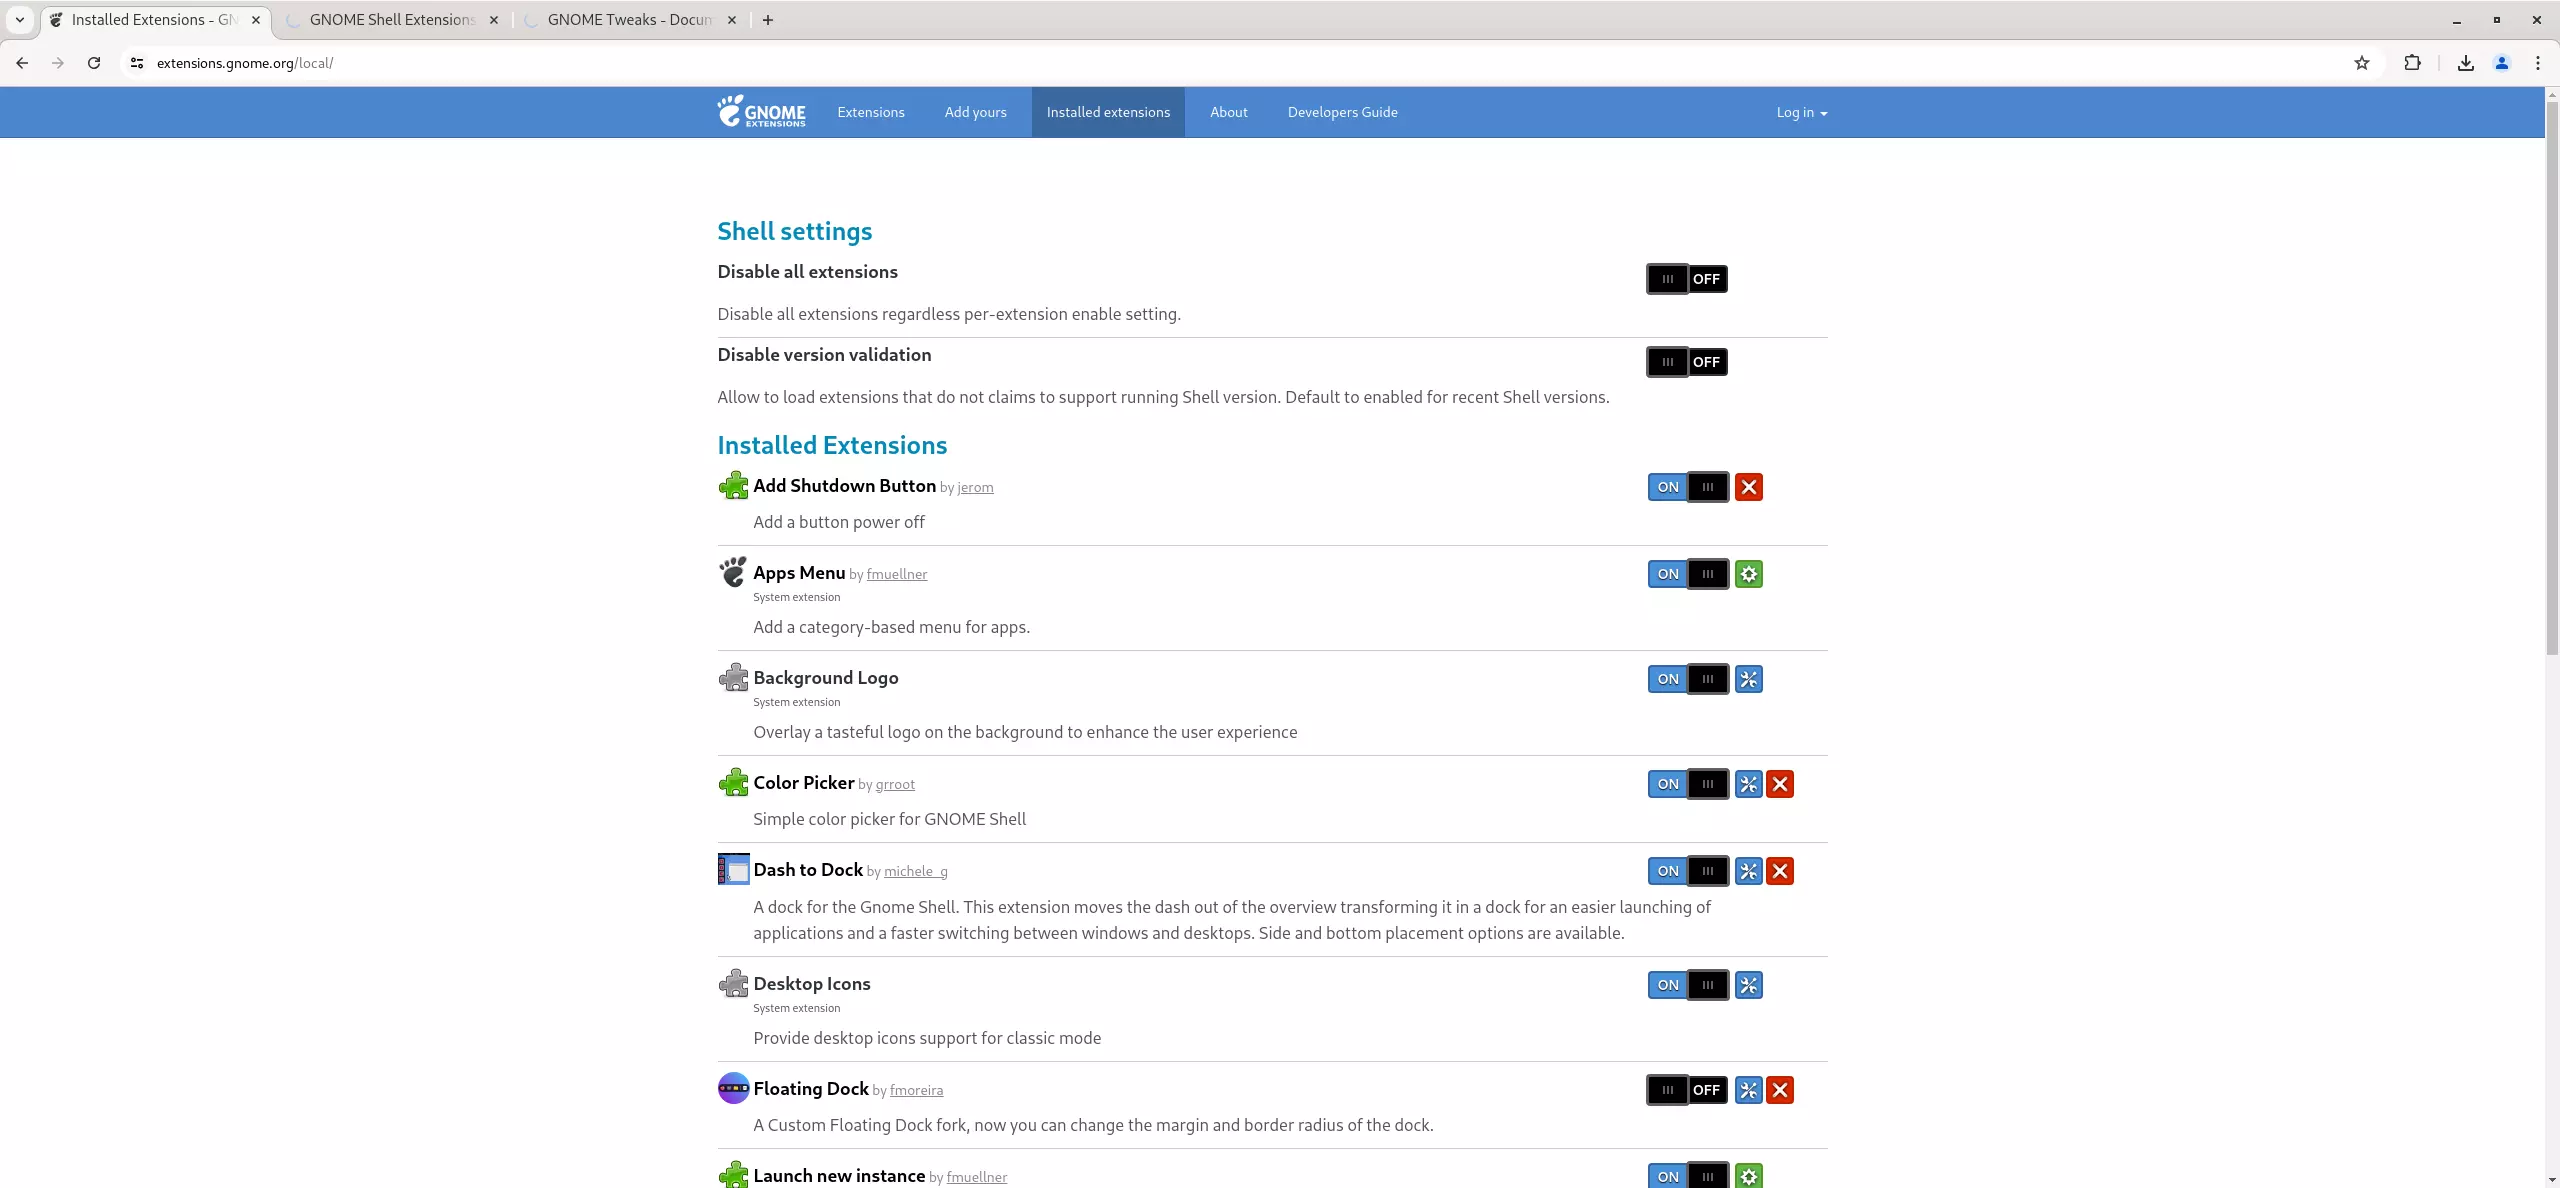 Installed Extensions - GN
GNOME Shell Extensions
GNOME Tweaks - Docum
extensions.gnome.org/local/
GNOME EXTENSIONS
Extensions
Add yours
Installed extensions
About
Developers Guide
Log in
Shell settings
Disable all extensions
OFF
Disable all extensions regardless per-extension enable setting.
Disable version validation
OFF
Allow to load extensions that do not claims to support running Shell version. Default to enabled for recent Shell versions.
Installed Extensions
Add Shutdown Button by jerom
ON
Add a button power off
Apps Menu by fmuellner
ON
System extension
Add a category-based menu for apps.
Background Logo
ON
System extension
Overlay a tasteful logo on the background to enhance the user experience
Color Picker by grroot
ON
Simple color picker for GNOME Shell
Dash to Dock by michele_g
ON
A dock for the Gnome Shell. This extension moves the dash out of the overview transforming it in a dock for an easier launching of
applications and a faster switching between windows and desktops. Side and bottom placement options are available.
Desktop Icons
ON
System extension
Provide desktop icons support for classic mode
Floating Dock by fmoreira
OFF
A Custom Floating Dock fork, now you can change the margin and border radius of the dock.
Launch new instance by fmuellner
ON